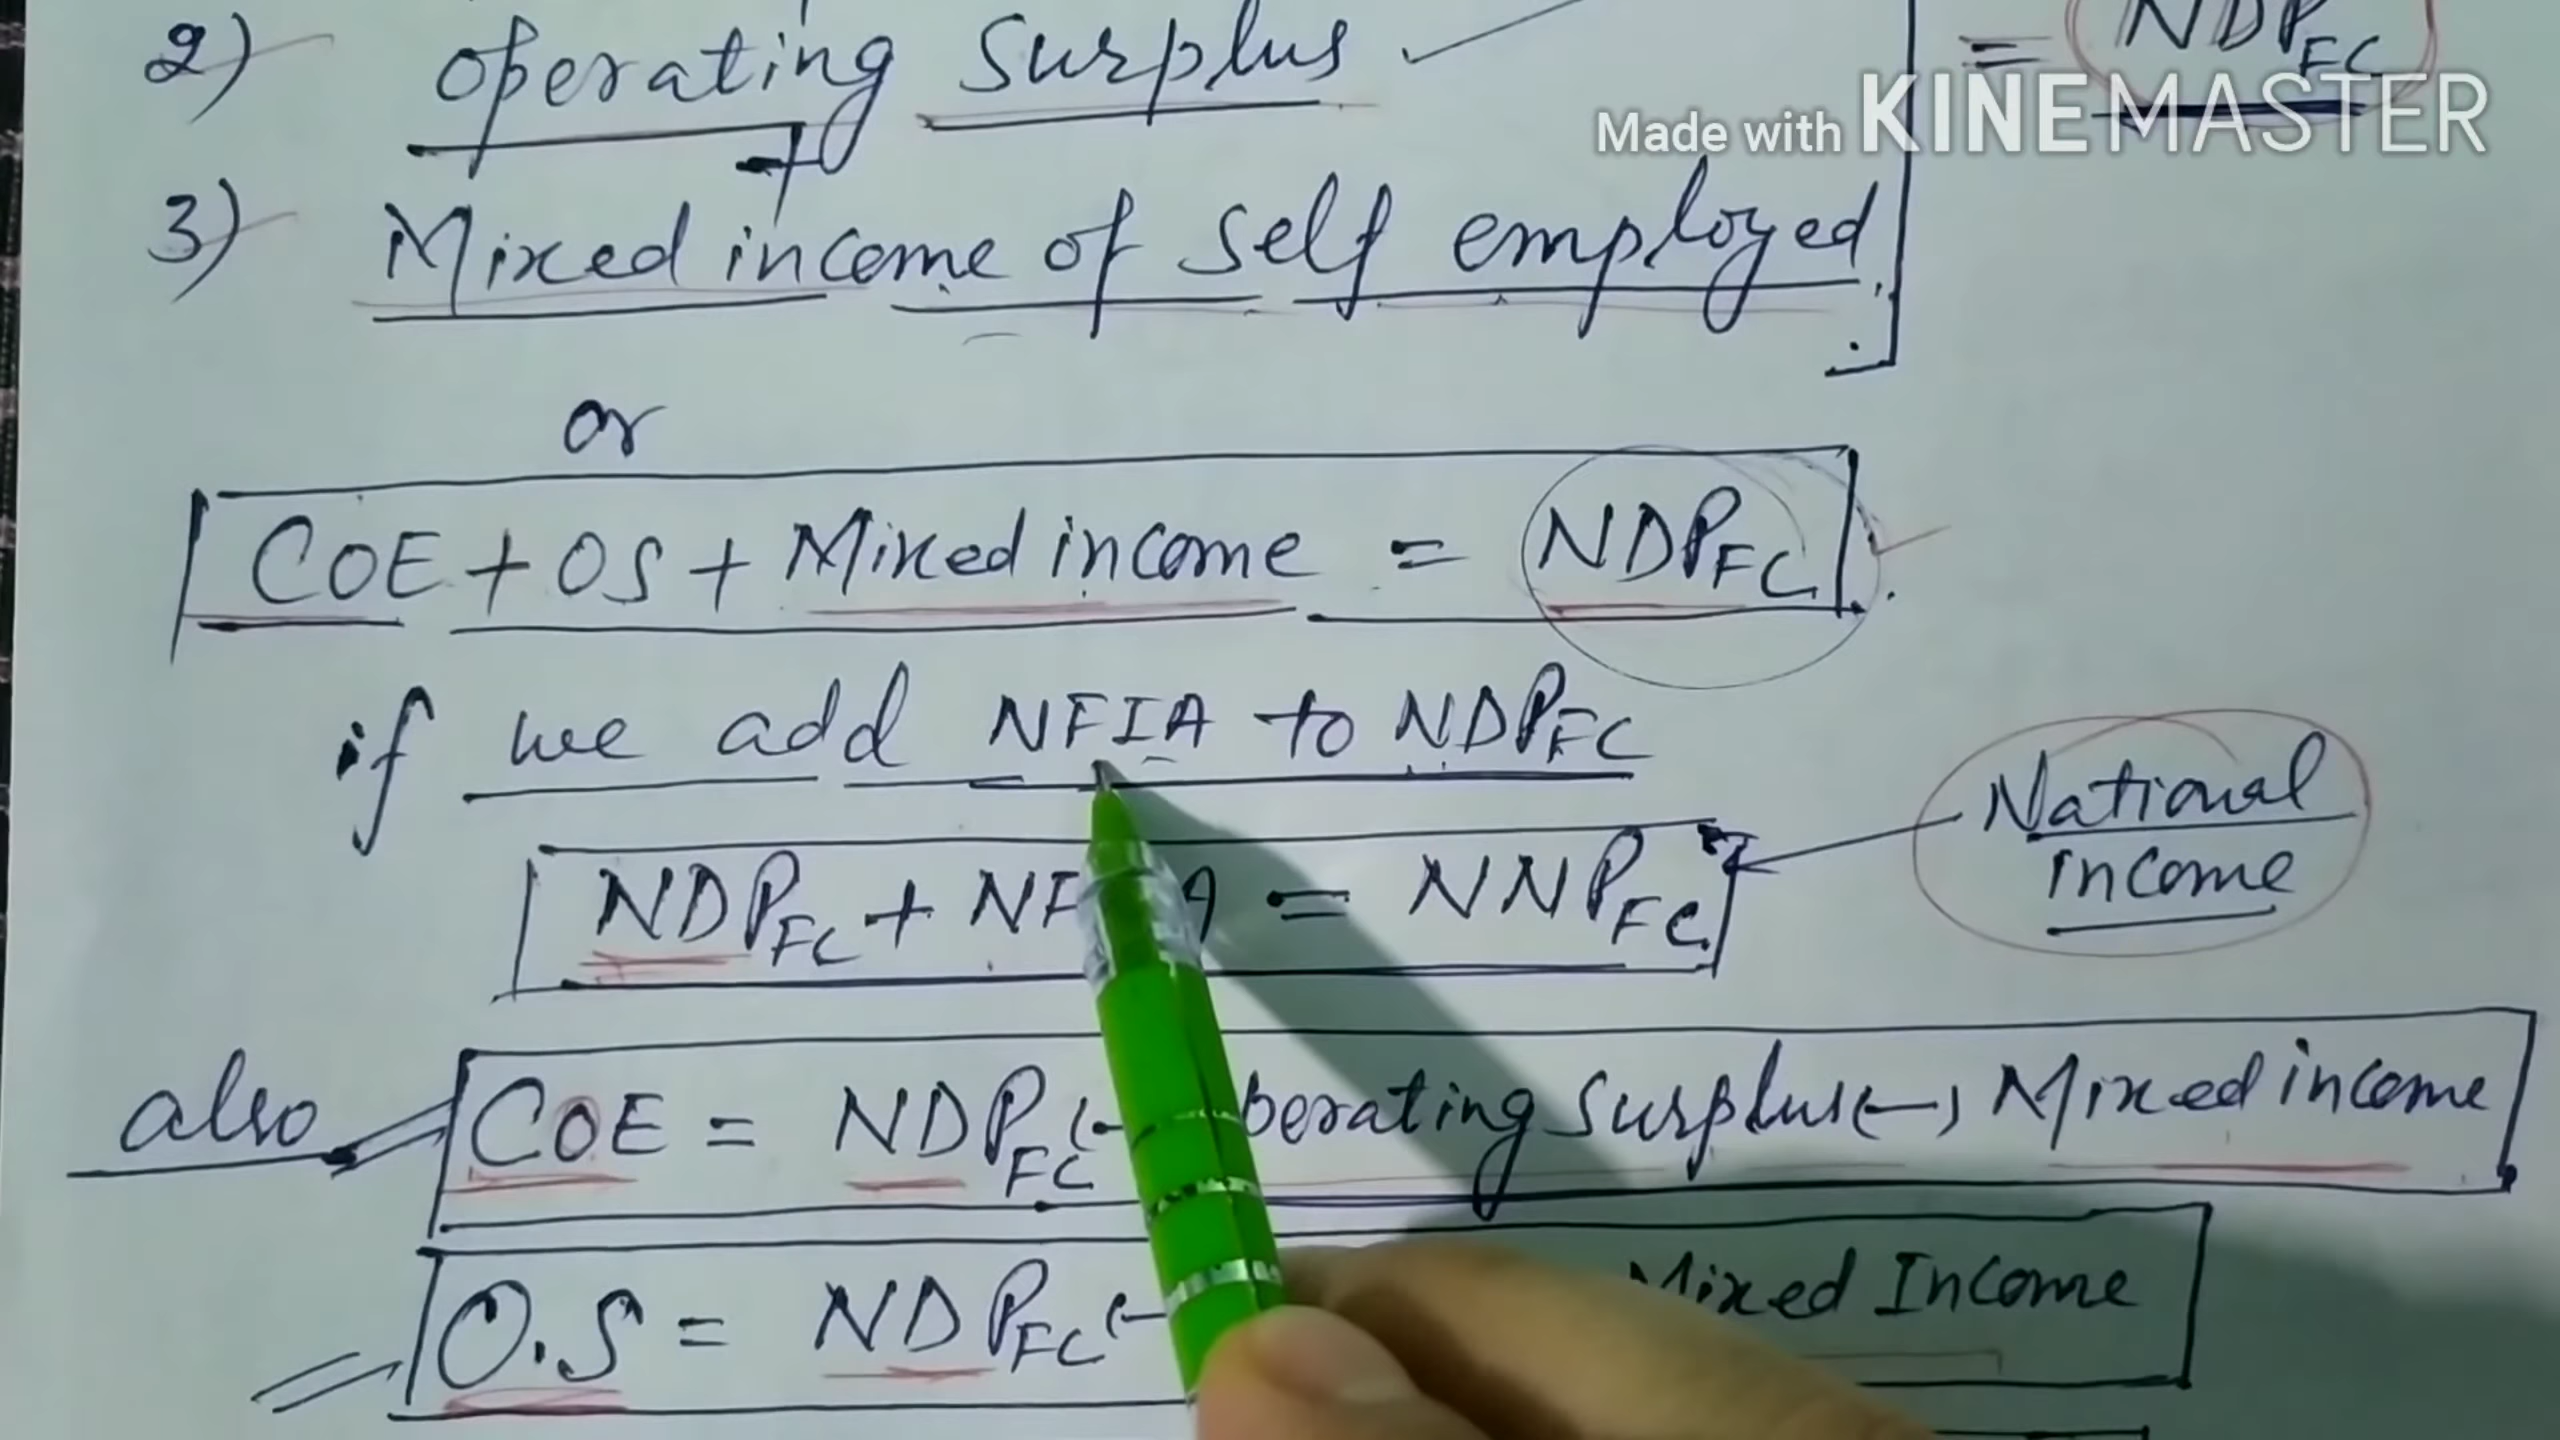 2) Operating Surplus = NDPFC
Made with KINEMASTER
+
3) Mixed income of Self employed
or
COE + OS + Mixed income = NDPFC
if we add NFIA to NDPFC
NDPFC + NF A = NNPFC
National
income
also COE = NDPFC (- perating Surplus (-) Mixed income
O.S = NDPFC (- Mixed Income